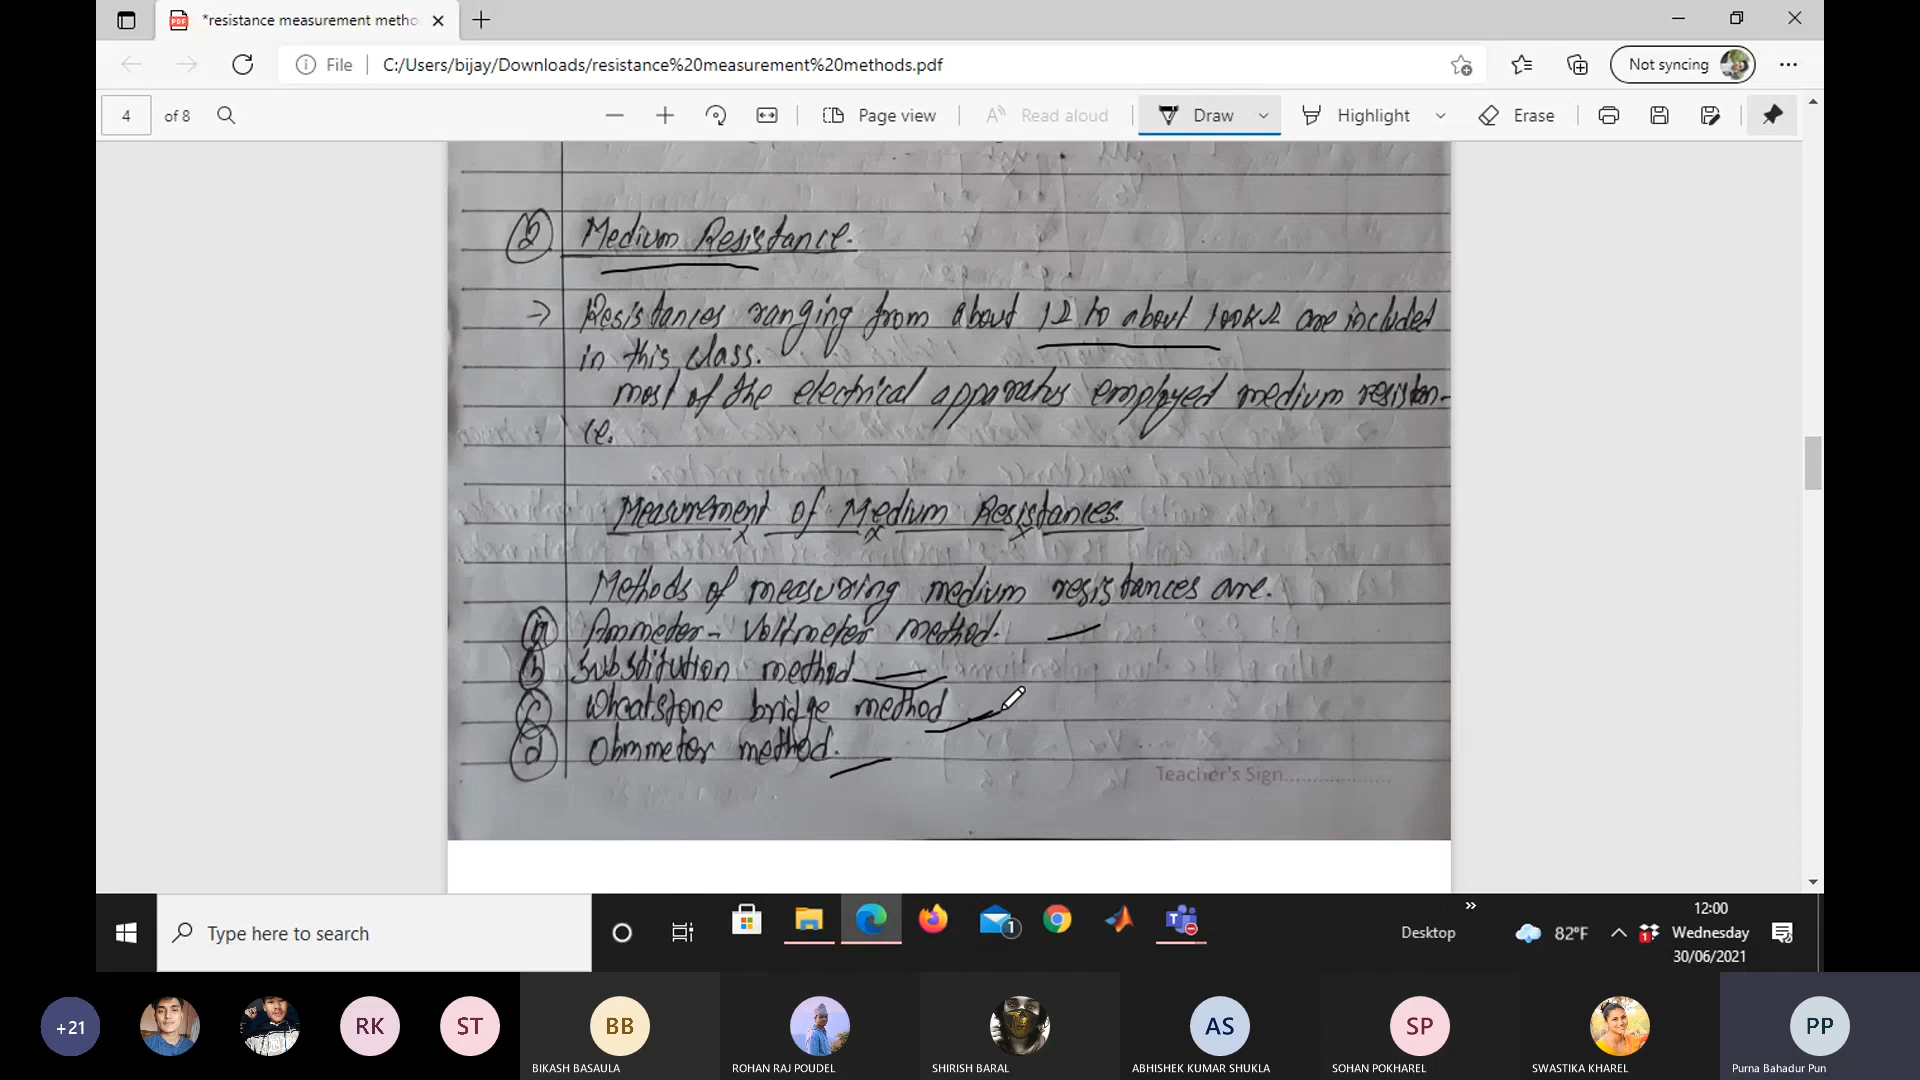 *resistance measurement metho
File C:/Users/bijay/Downloads/resistance%20measurement%20methods.pdf
Not syncing
4 of 8
Page view
Read aloud
Draw
Highlight
Erase
② Medium Resistance.
→ Resistances ranging from about 1Ω to about 100kΩ are included
in this class.
most of the electrical apparatus employed medium resistan-
ce.
Measurement of Medium Resistances.
Methods of measuring medium resistances are.
ⓐ Ammeter - Voltmeter method.
ⓑ Substitution method
ⓒ Wheatstone bridge method
ⓓ Ohmmeter method.
Teacher's Sign..................
Type here to search
1
T
Desktop
82°F
1
12:00
Wednesday
30/06/2021
+21
RK
ST
BB
AS
SP
PP
BIKASH BASAULA
ROHAN RAJ POUDEL
SHIRISH BARAL
ABHISHEK KUMAR SHUKLA
SOHAN POKHAREL
SWASTIKA KHAREL
Purna Bahadur Pun